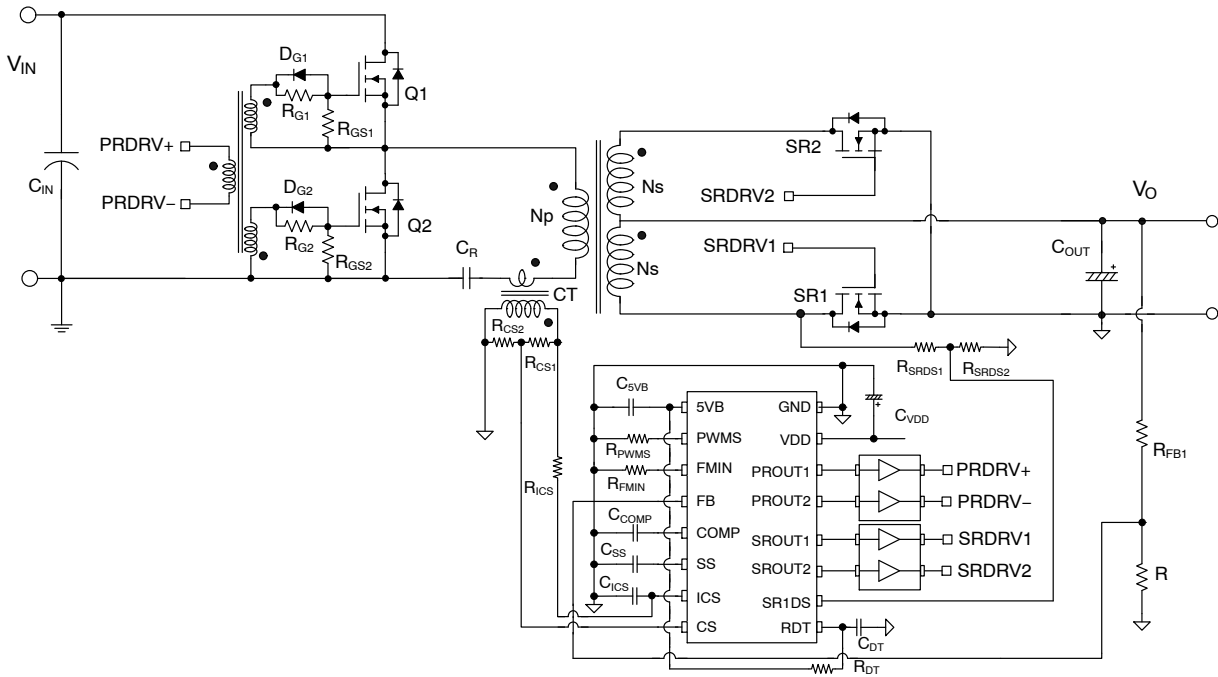 VIN
CIN
PRDRV+
PRDRV−
DG1
RG1
RGS1
Q1
DG2
RG2
RGS2
Q2
CR
CT
Np
Ns
Ns
RCS2
RCS1
RICS
SR2
SRDRV2
SRDRV1
SR1
VO
COUT
+
RSRDS1
RSRDS2
RFB1
R
C5VB
RPWMS
RFMIN
CCOMP
CSS
CICS
5VB
PWMS
FMIN
FB
COMP
SS
ICS
CS
GND
VDD
PROUT1
PROUT2
SROUT1
SROUT2
SR1DS
RDT
+
CVDD
PRDRV+
PRDRV−
SRDRV1
SRDRV2
CDT
RDT